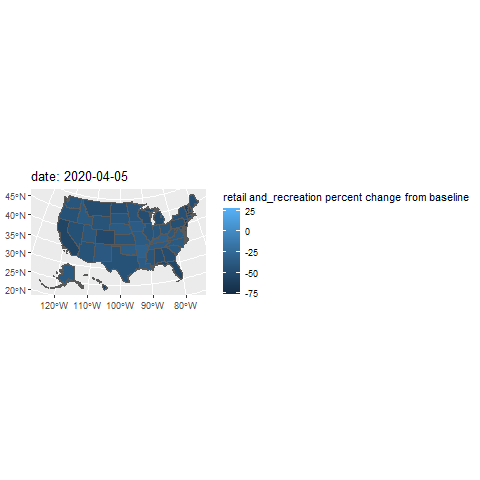 date: 2020-04-05
45°N
40°N
35°N
30°N
25°N
20°N
120°W 110°W 100°W 90°W 80°W
retail and_recreation percent change from baseline
25
0
-25
-50
-75